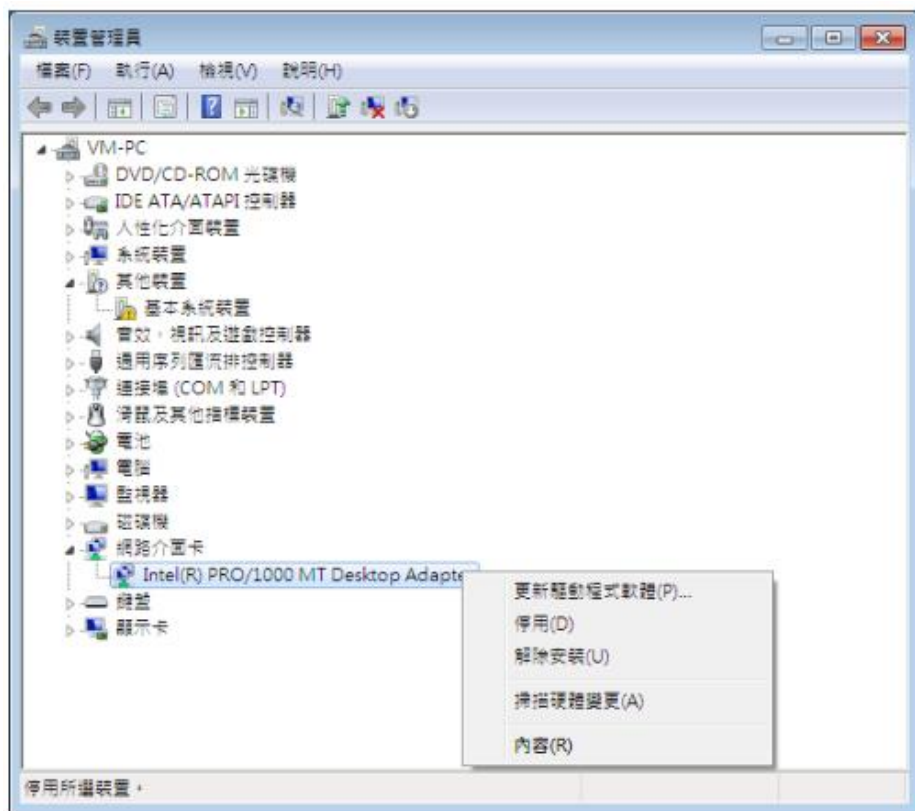 裝置管理員
檔案(F) 執行(A) 檢視(V) 說明(H)
VM-PC
DVD/CD-ROM 光碟機
IDE ATA/ATAPI 控制器
人性化介面裝置
系統裝置
其他裝置
基本系統裝置
音效，視訊及遊戲控制器
通用序列匯流排控制器
連接埠 (COM 和 LPT)
滑鼠及其他指標裝置
電池
電腦
監視器
磁碟機
網路介面卡
Intel(R) PRO/1000 MT Desktop Adapte
鍵盤
顯示卡
更新驅動程式軟體(P)...
停用(D)
解除安裝(U)
掃描硬體變更(A)
內容(R)
停用所選裝置。